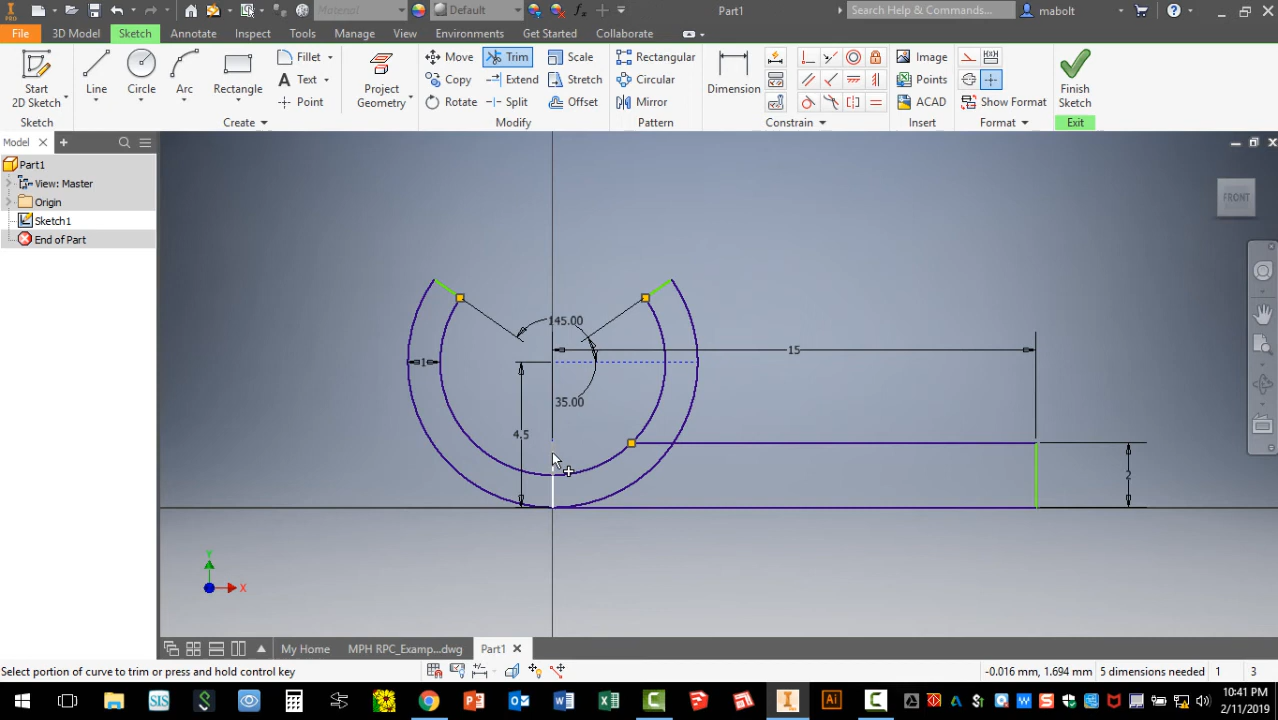 Material Default Part1 Search Help & Commands... mabolt
File 3D Model Sketch Annotate Inspect Tools Manage View Environments Get Started Collaborate
Start 2D Sketch Line Circle Arc Rectangle Fillet Text Point Project Geometry Move Trim Scale Copy Extend Stretch Rotate Split Offset Rectangular Circular Mirror Dimension Image Points ACAD Show Format Finish Sketch
Sketch Create Modify Pattern Constrain Insert Format Exit
Model
Part1
View: Master
Origin
Sketch1
End of Part
FRONT
145.00
15
1
35.00
4.5
2
Y
X
My Home MPH RPC_Examp...dwg Part1
Select portion of curve to trim or press and hold control key -0.016 mm, 1.694 mm 5 dimensions needed 1 3
10:41 PM
2/11/2019